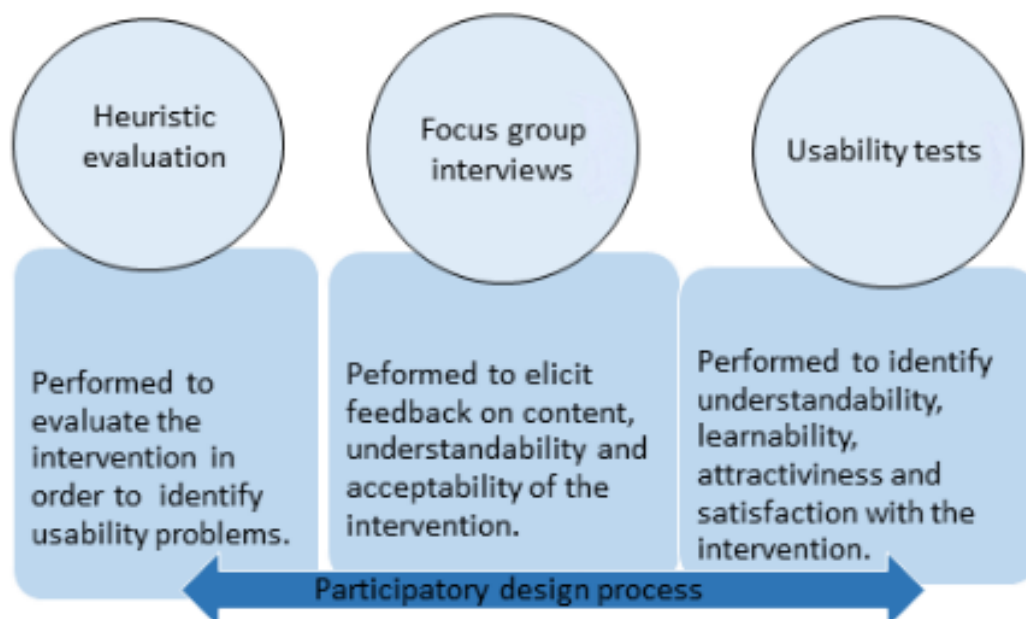 Heuristic
evaluation
Focus group
interviews
Usability tests
Performed to
evaluate the
intervention in
order to identify
usability problems.
Peformed to elicit
feedback on content,
understandability and
acceptability of the
intervention.
Performed to identify
understandability,
learnability,
attractiviness and
satisfaction with the
intervention.
Participatory design process